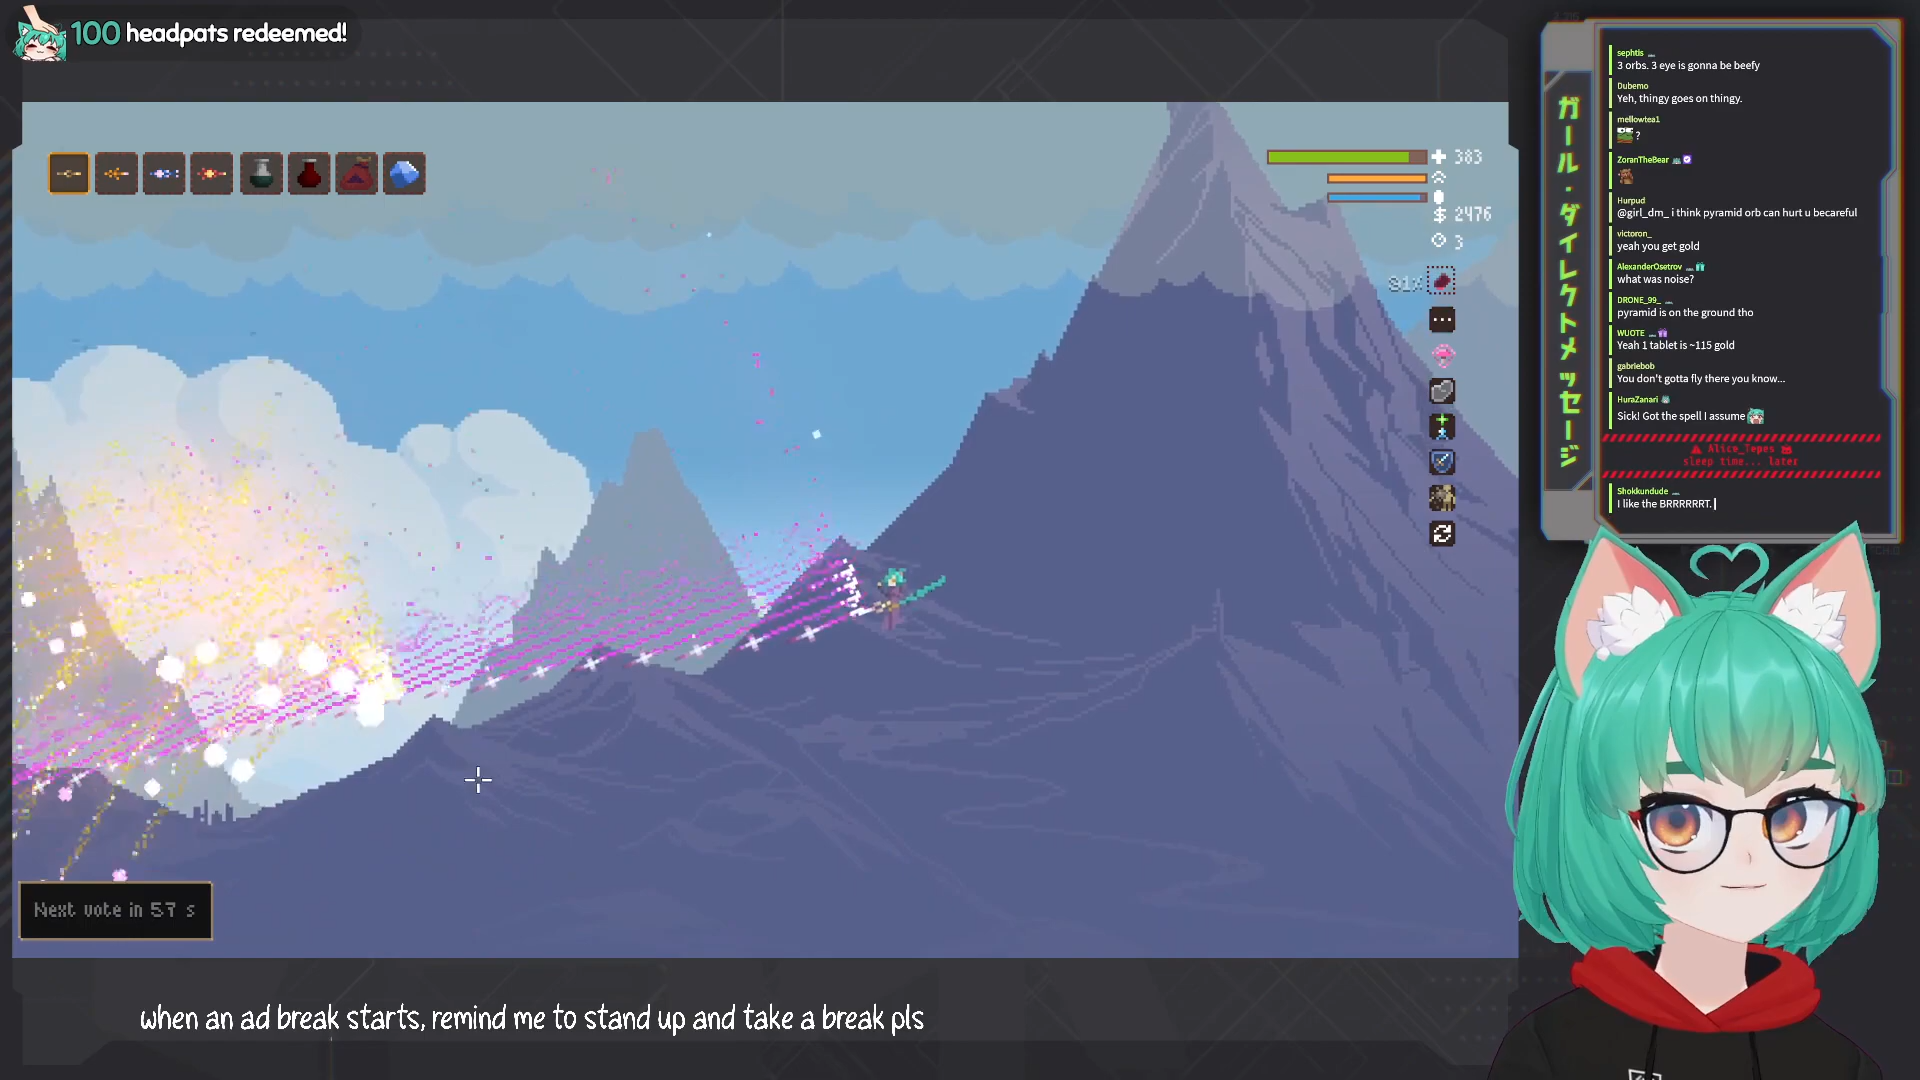 100 headpats redeemed!
383
2476
3
91%
Next vote in 57 s
when an ad break starts, remind me to stand up and take a break pls
ガール・ダイレクトメッセージ
sephtis
3 orbs. 3 eye is gonna be beefy
Dubemo
Yeh, thingy goes on thingy.
mellowtea1
?
ZoranTheBear
Hurpud
@girl_dm_ i think pyramid orb can hurt u becareful
victoron_
yeah you get gold
AlexanderOsetrov
what was noise?
DRONE_99_
pyramid is on the ground tho
WUOTE
Yeah 1 tablet is ~115 gold
gabriebob
You don't gotta fly there you know...
HuraZanari
Sick! Got the spell I assume
Alice_Tepes
sleep time... later
Shokkundude
I like the BRRRRRRT.